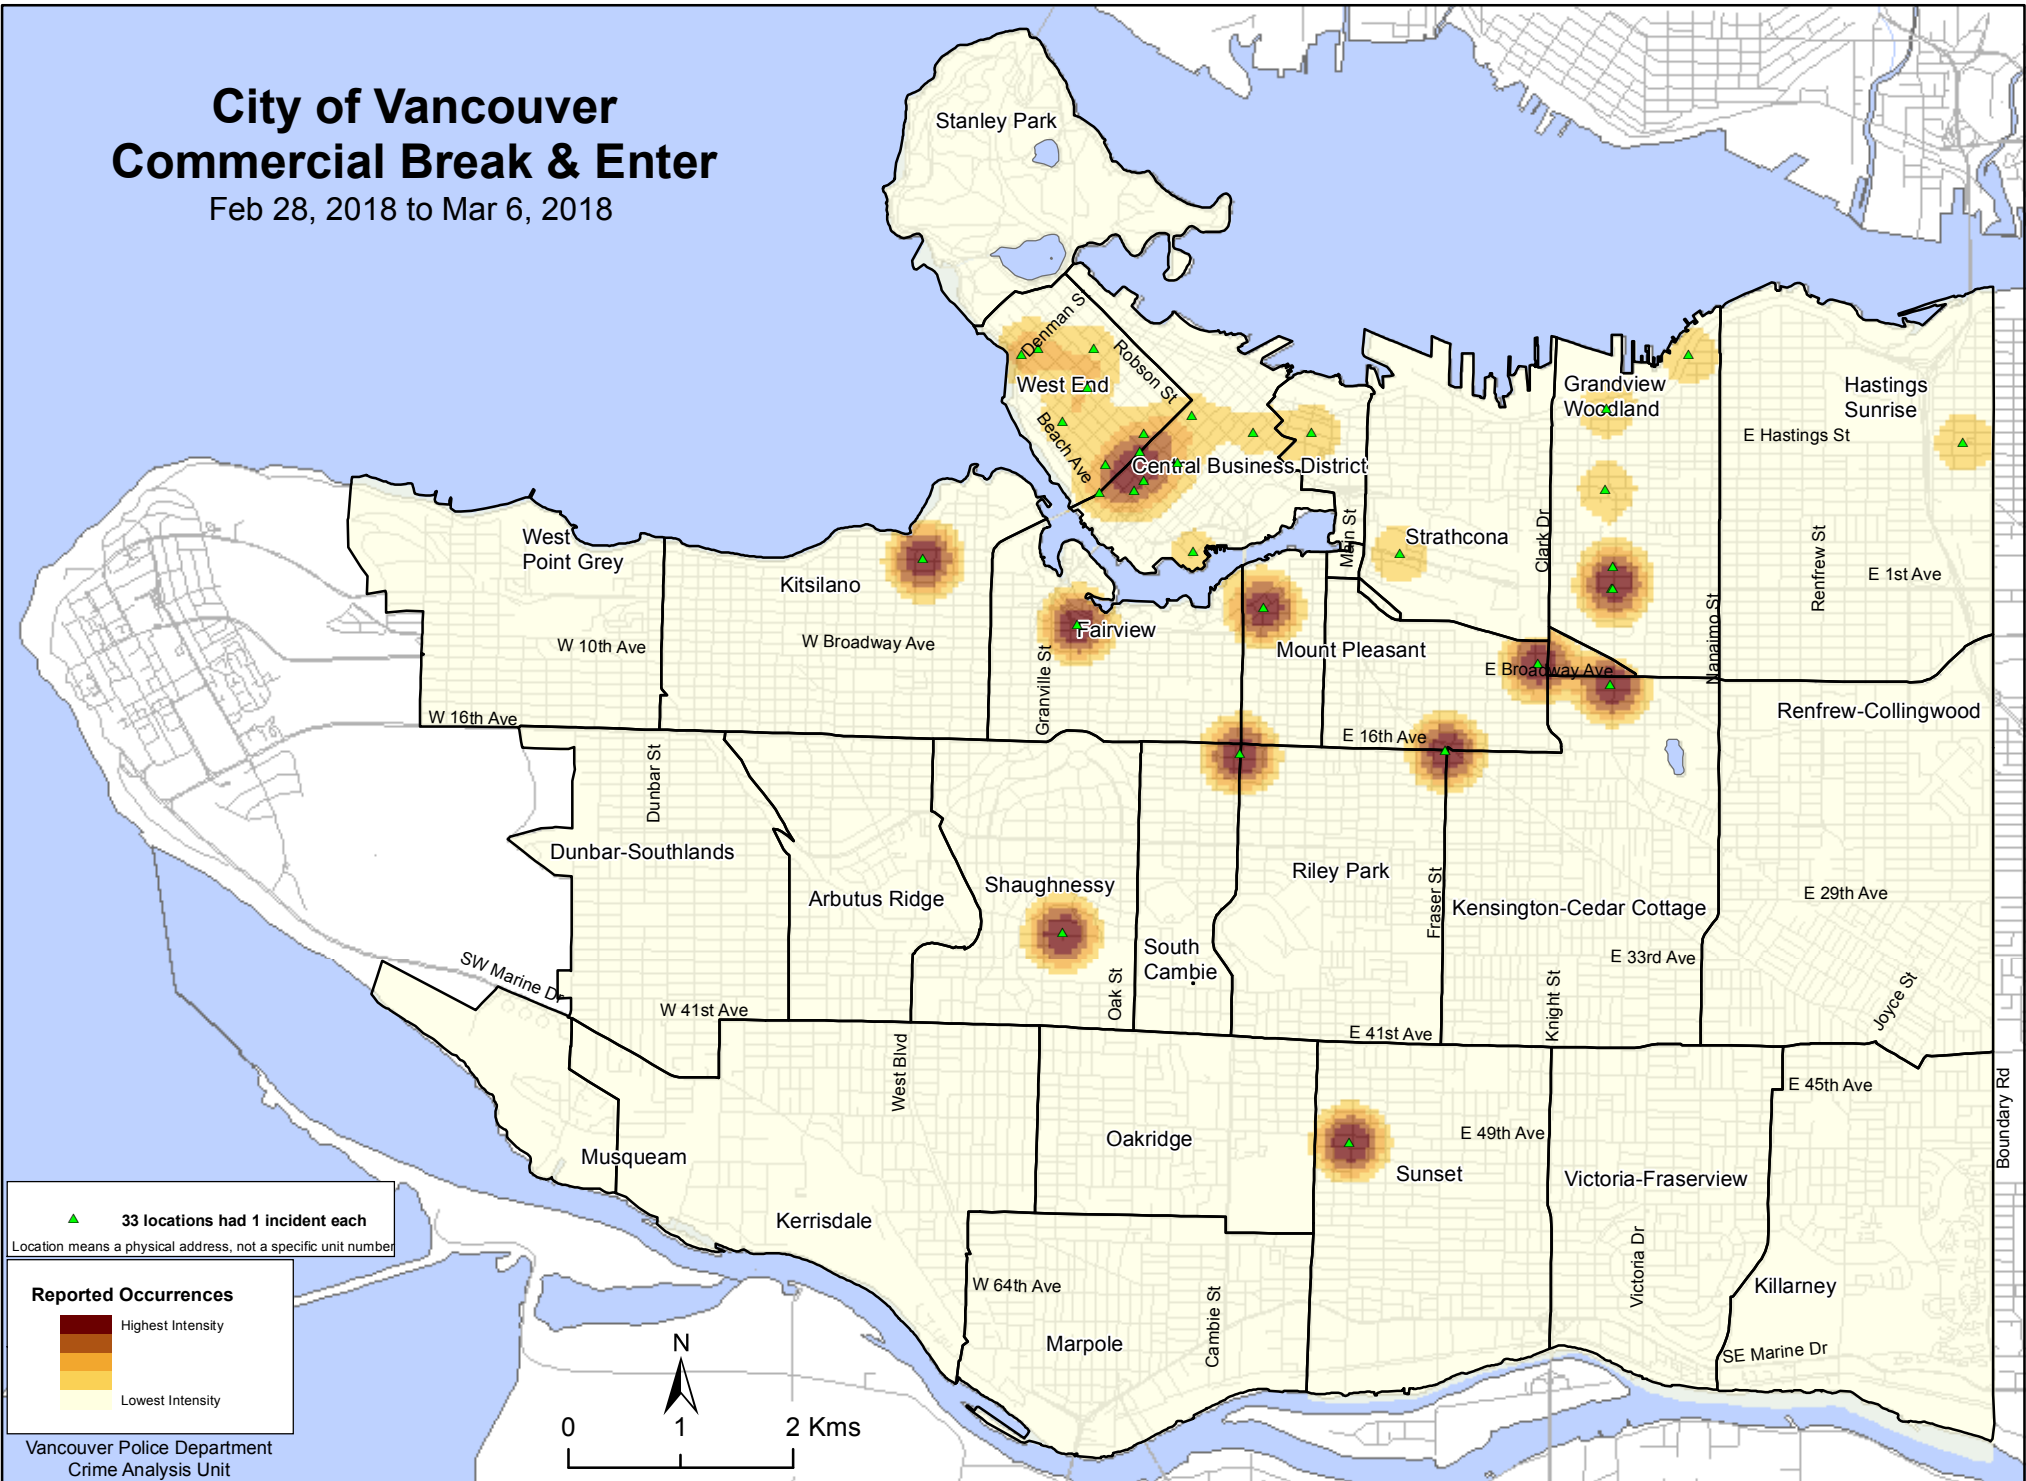 City of Vancouver
Commercial Break & Enter
Feb 28, 2018 to Mar 6, 2018
Stanley Park
Denman S
Robson St
West End
Beach Ave
Central Business District
Grandview
Woodland
Hastings
Sunrise
E Hastings St
West
Point Grey
Kitsilano
Strathcona
Main St
Clark Dr
Renfrew St
E 1st Ave
Nanaimo St
W 10th Ave
W Broadway Ave
Granville St
Fairview
Mount Pleasant
E Broadway Ave
W 16th Ave
E 16th Ave
Renfrew-Collingwood
Dunbar St
Dunbar-Southlands
Arbutus Ridge
Shaughnessy
Riley Park
Fraser St
Kensington-Cedar Cottage
E 29th Ave
South
Cambie
E 33rd Ave
SW Marine Dr
W 41st Ave
Oak St
E 41st Ave
Knight St
Joyce St
West Blvd
E 45th Ave
Boundary Rd
Musqueam
Oakridge
E 49th Ave
Sunset
Victoria-Fraserview
Kerrisdale
Victoria Dr
W 64th Ave
Cambie St
Killarney
Marpole
SE Marine Dr
33 locations had 1 incident each
Location means a physical address, not a specific unit number
Reported Occurrences
Highest Intensity
Lowest Intensity
N
0 1 2 Kms
Vancouver Police Department
Crime Analysis Unit